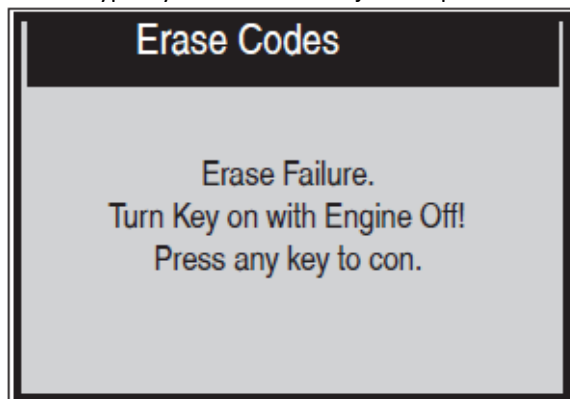 Erase Codes
Erase Failure.
Turn Key on with Engine Off!
Press any key to con.